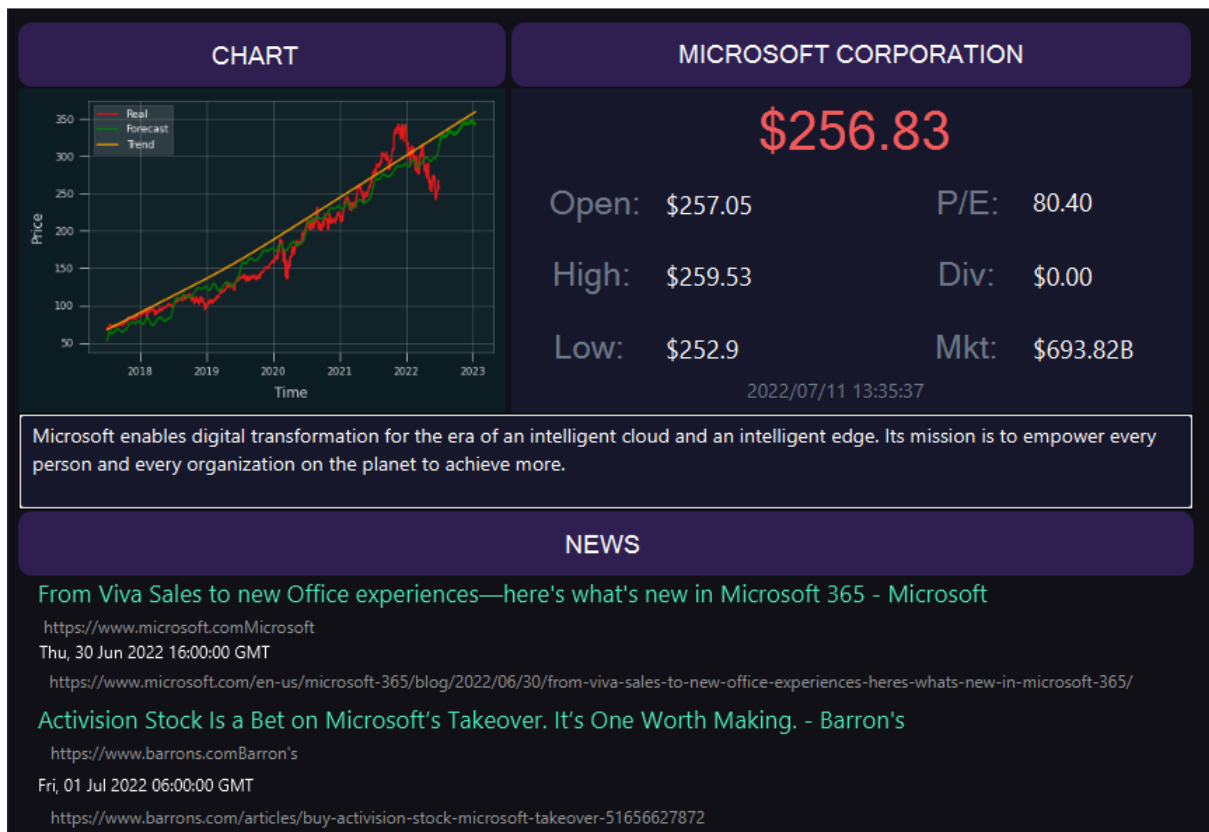 CHART
MICROSOFT CORPORATION
350
300
250
200
150
100
50
Price
Real
Forecast
Trend
2018
2019
2020
2021
2022
2023
Time
$256.83
Open: $257.05
P/E: 80.40
High: $259.53
Div: $0.00
Low: $252.9
Mkt: $693.82B
2022/07/11 13:35:37
Microsoft enables digital transformation for the era of an intelligent cloud and an intelligent edge. Its mission is to empower every
person and every organization on the planet to achieve more.
NEWS
From Viva Sales to new Office experiences—here's what's new in Microsoft 365 - Microsoft
https://www.microsoft.comMicrosoft
Thu, 30 Jun 2022 16:00:00 GMT
https://www.microsoft.com/en-us/microsoft-365/blog/2022/06/30/from-viva-sales-to-new-office-experiences-heres-whats-new-in-microsoft-365/
Activision Stock Is a Bet on Microsoft’s Takeover. It’s One Worth Making. - Barron's
https://www.barrons.comBarron's
Fri, 01 Jul 2022 06:00:00 GMT
https://www.barrons.com/articles/buy-activision-stock-microsoft-takeover-51656627872